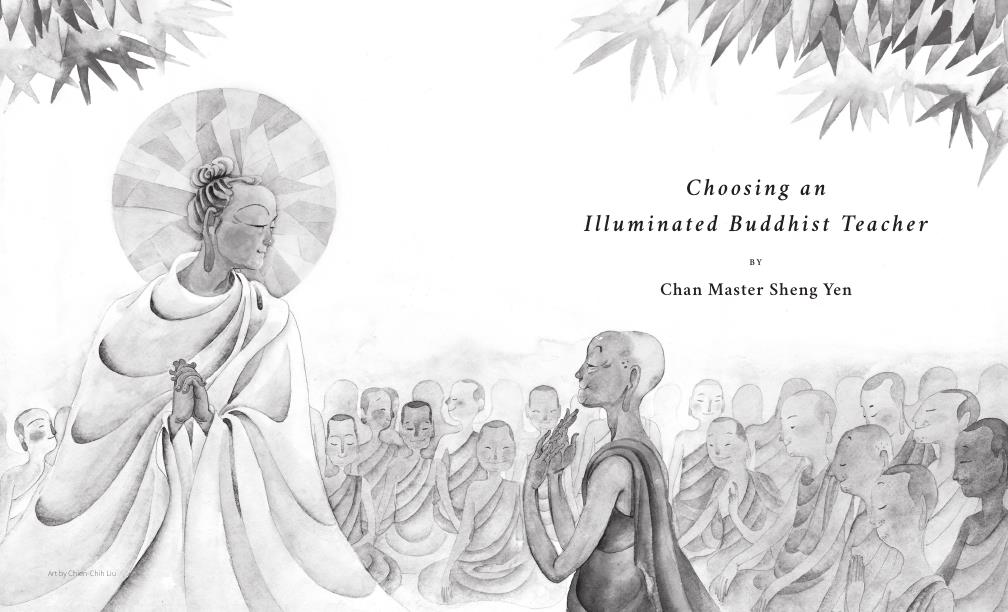 Choosing an
Illuminated Buddhist Teacher
BY
Chan Master Sheng Yen
Art by Chien-Chih Liu